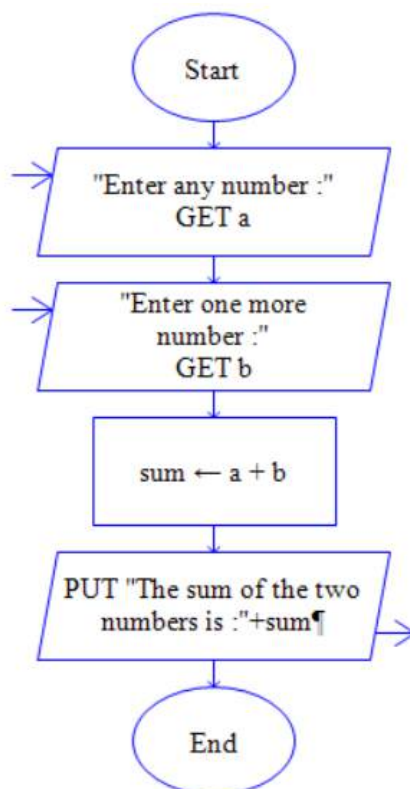 Start
"Enter any number :"
GET a
"Enter one more
number :"
GET b
sum ← a + b
PUT "The sum of the two
numbers is :"+sum¶
End